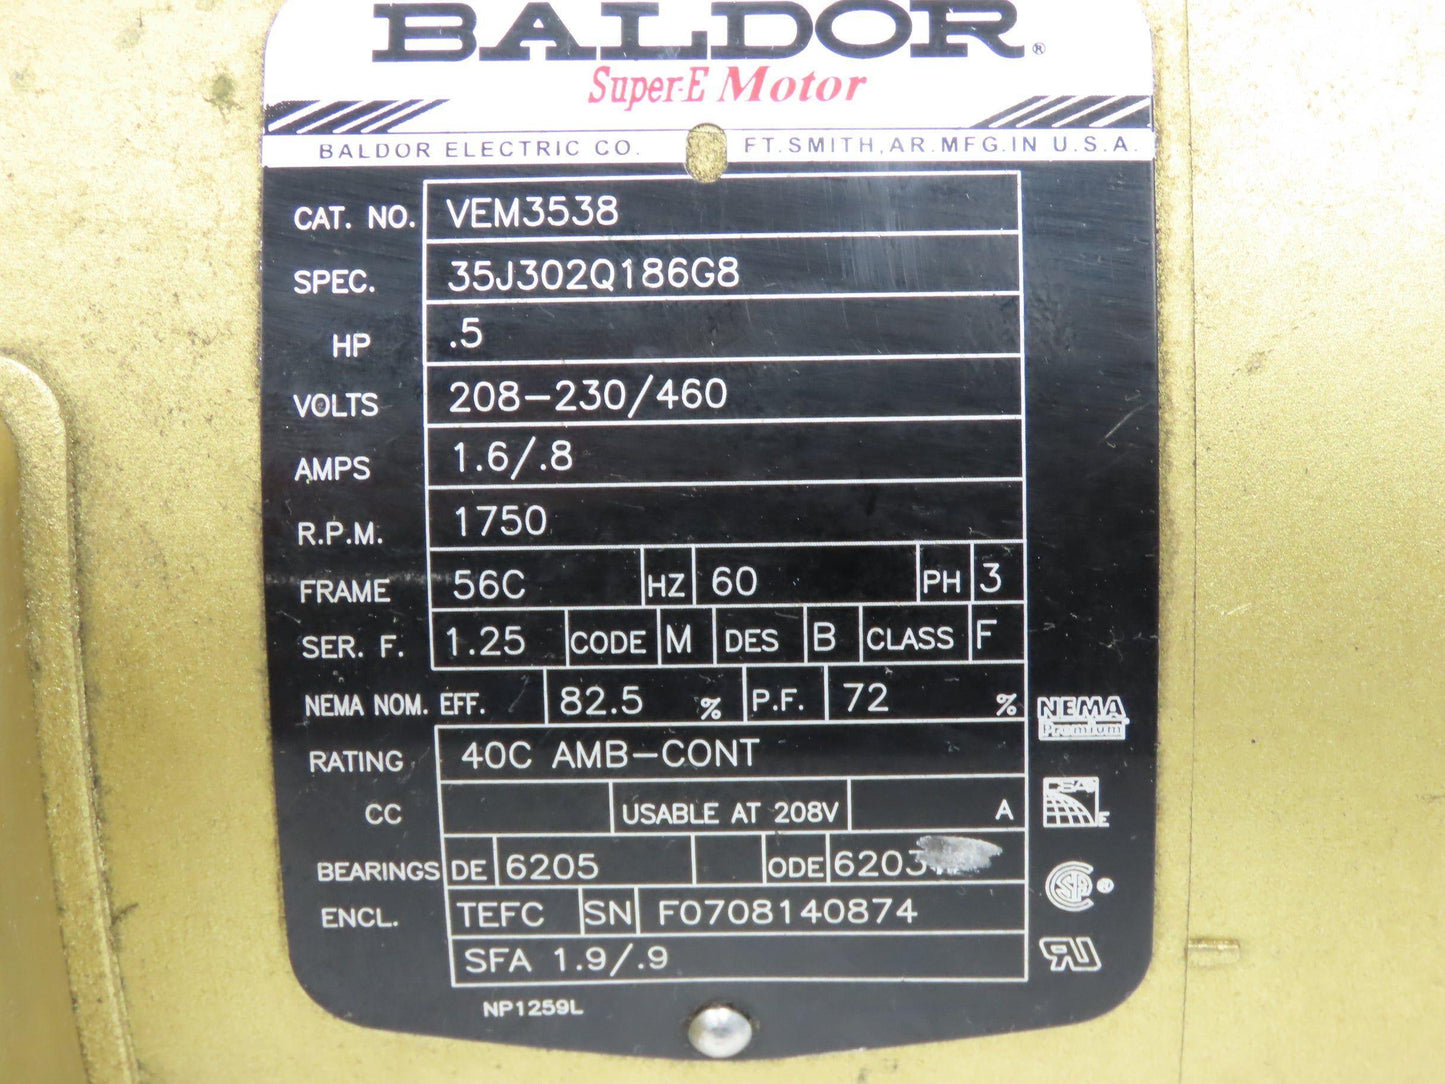 BALDOR®
Super-E Motor
BALDOR ELECTRIC CO. FT. SMITH, AR. MFG. IN U.S.A.
CAT. NO. VEM3538
SPEC. 35J302Q186G8
HP .5
VOLTS 208-230/460
AMPS 1.6/.8
R.P.M. 1750
FRAME 56C HZ 60 PH 3
SER. F. 1.25 CODE M DES B CLASS F
NEMA NOM. EFF. 82.5 % P.F. 72 %
NEMA
Premium
RATING 40C AMB-CONT
CC USABLE AT 208V A
E
BEARINGS DE 6205 ODE 6203
ENCL. TEFC SN F0708140874
SFA 1.9/.9
NP1259L